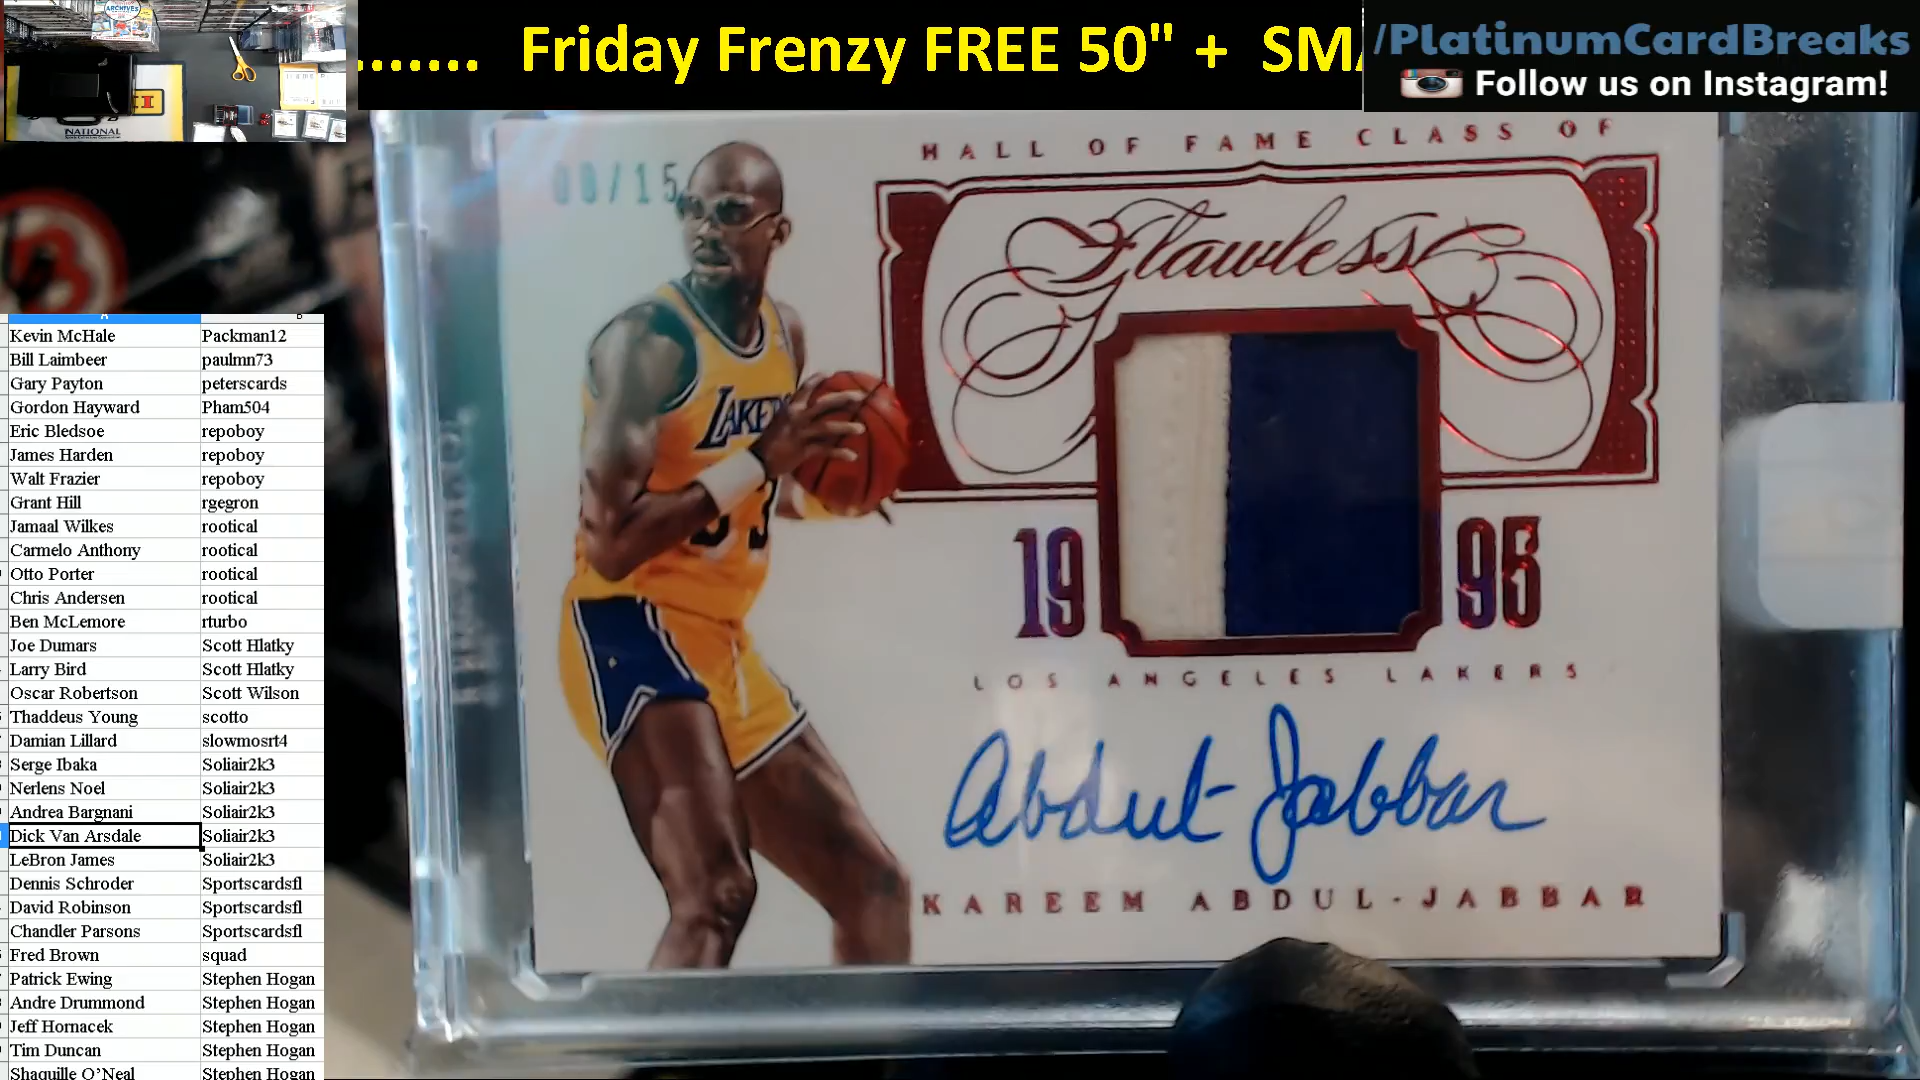 ....... Friday Frenzy FREE 50" + SM
/PlatinumCardBreaks
Follow us on Instagram!
ARCHIVES
NATIONAL
HALL OF FAME CLASS OF
/15
Flawless
LAKE
19 95
LOS ANGELES LAKERS
Abdul Jabbar
KAREEM ABDUL-JABBAR
A B
Kevin McHale Packman12
Bill Laimbeer paulmn73
Gary Payton peterscards
Gordon Hayward Pham504
Eric Bledsoe repoboy
James Harden repoboy
Walt Frazier repoboy
Grant Hill rgegron
Jamaal Wilkes rootical
Carmelo Anthony rootical
Otto Porter rootical
Chris Andersen rootical
Ben McLemore rturbo
Joe Dumars Scott Hlatky
Larry Bird Scott Hlatky
Oscar Robertson Scott Wilson
Thaddeus Young scotto
Damian Lillard slowmosrt4
Serge Ibaka Soliair2k3
Nerlens Noel Soliair2k3
Andrea Bargnani Soliair2k3
Dick Van Arsdale Soliair2k3
LeBron James Soliair2k3
Dennis Schroder Sportscardsfl
David Robinson Sportscardsfl
Chandler Parsons Sportscardsfl
Fred Brown squad
Patrick Ewing Stephen Hogan
Andre Drummond Stephen Hogan
Jeff Hornacek Stephen Hogan
Tim Duncan Stephen Hogan
Shaquille O’Neal Stephen Hogan